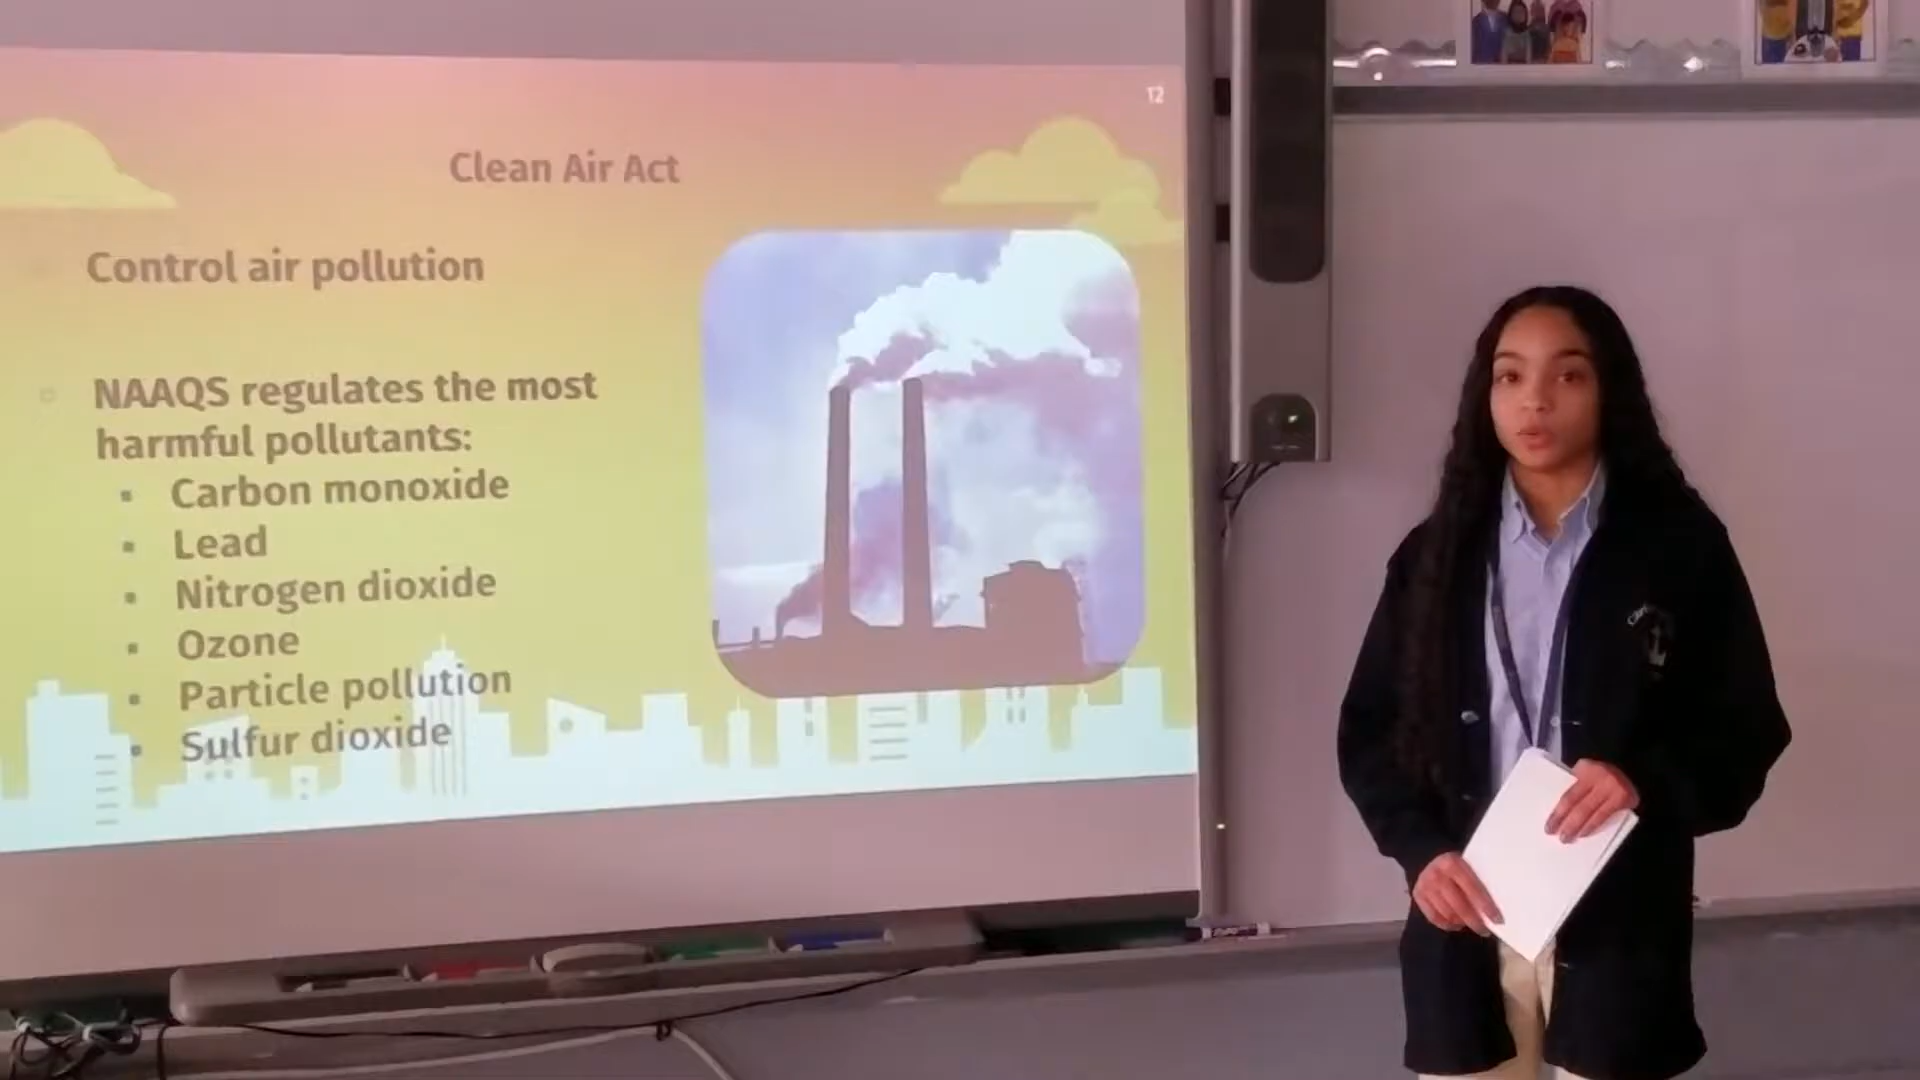 12
Clean Air Act
Control air pollution
NAAQS regulates the most
harmful pollutants:
Carbon monoxide
Lead
Nitrogen dioxide
Ozone
Particle pollution
Sulfur dioxide